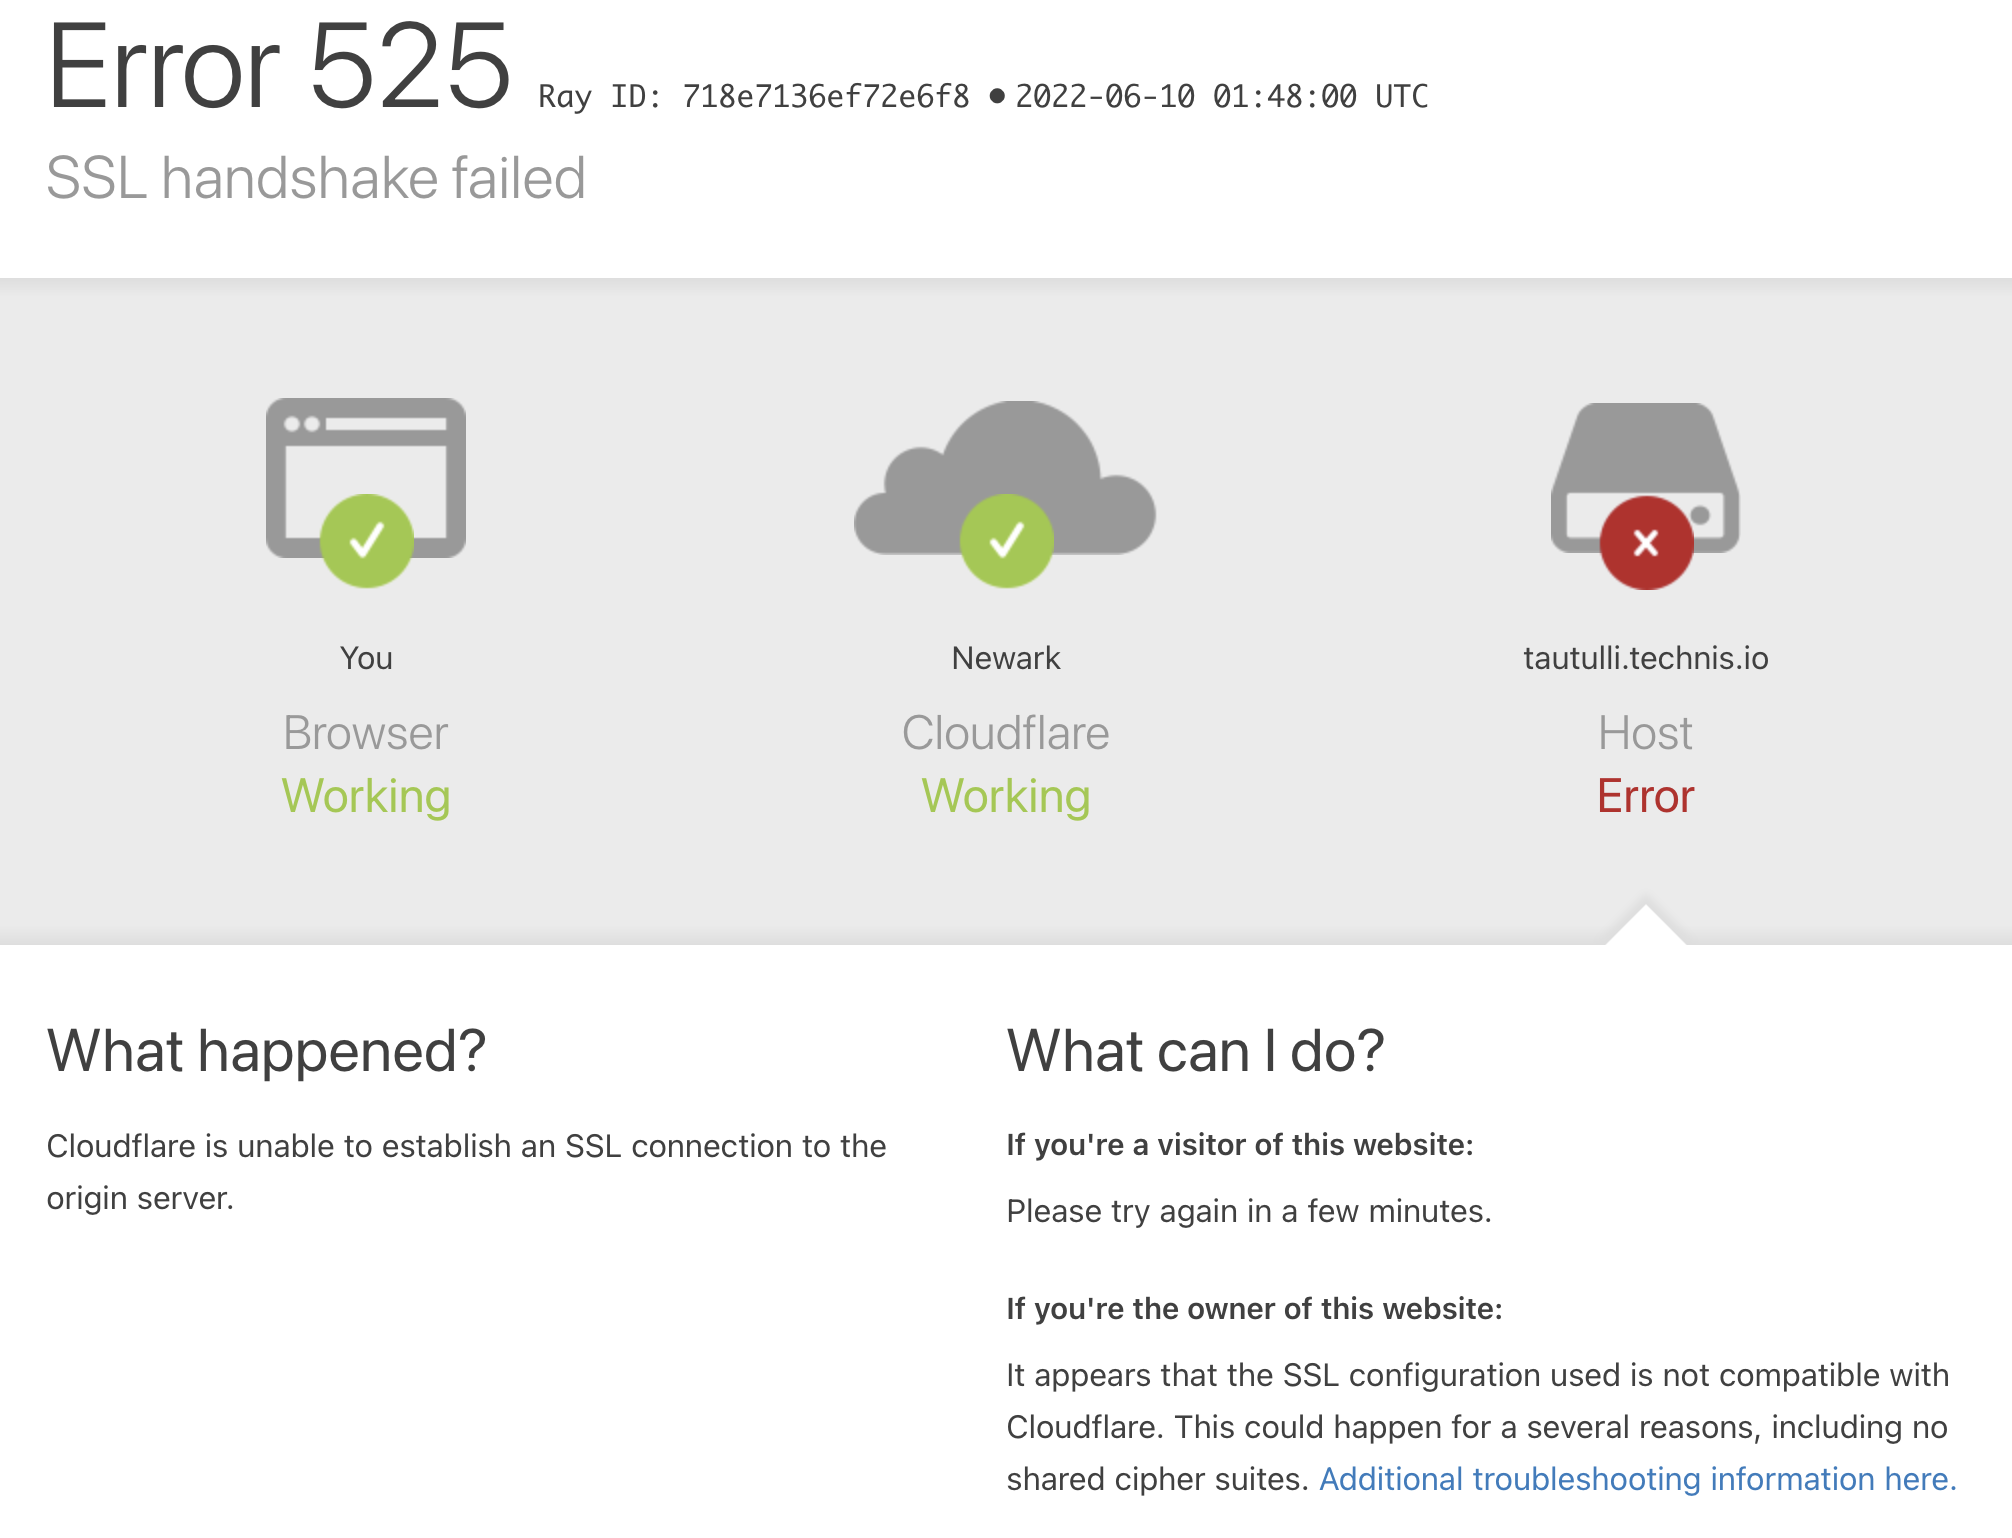 Error 525 Ray ID: 718e7136ef72e6f8 • 2022-06-10 01:48:00 UTC
SSL handshake failed
You
Browser
Working
Newark
Cloudflare
Working
tautulli.technis.io
Host
Error
What happened?
Cloudflare is unable to establish an SSL connection to the
origin server.
What can I do?
If you're a visitor of this website:
Please try again in a few minutes.
If you're the owner of this website:
It appears that the SSL configuration used is not compatible with
Cloudflare. This could happen for a several reasons, including no
shared cipher suites. Additional troubleshooting information here.